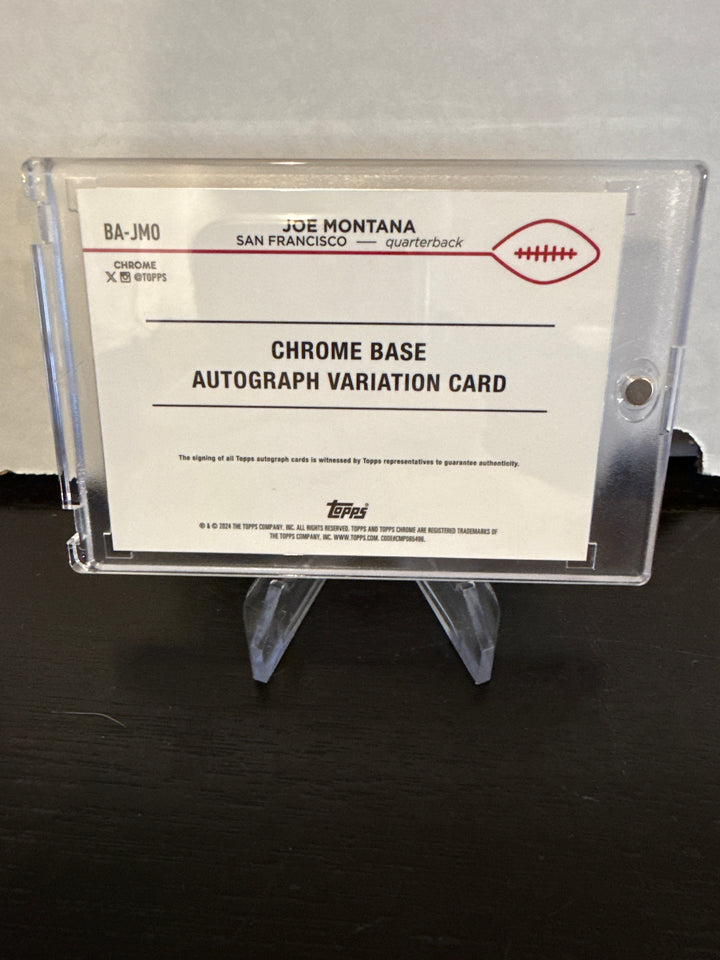 BA-JMO
JOE MONTANA
SAN FRANCISCO — quarterback
CHROME
X @TOPPS
CHROME BASE
AUTOGRAPH VARIATION CARD
The signing of all Topps autograph cards is witnessed by Topps representatives to guarantee authenticity.
Topps®
® & © 2024 THE TOPPS COMPANY, INC. ALL RIGHTS RESERVED. TOPPS AND TOPPS CHROME ARE REGISTERED TRADEMARKS OF
THE TOPPS COMPANY, INC. WWW.TOPPS.COM. CODE#CMP085496.